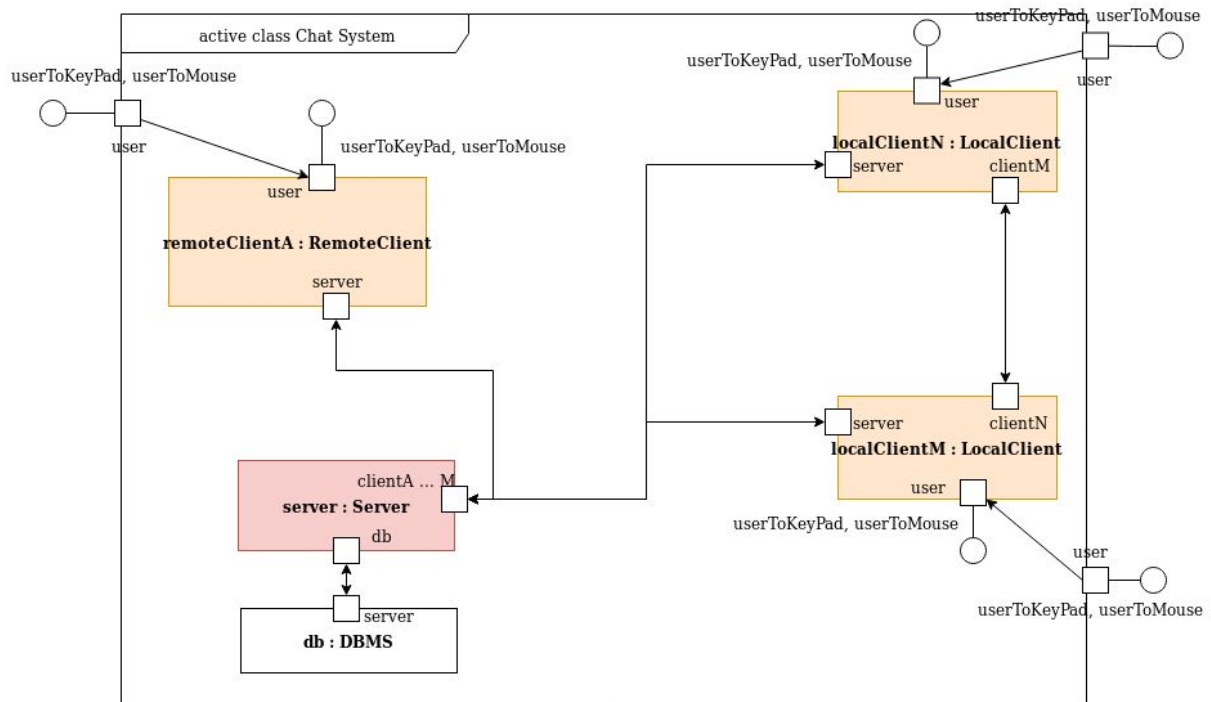 userToKeyPad, userToMouse
active class Chat System
userToKeyPad, userToMouse
userToKeyPad, userToMouse
user
user
user
localClientN : LocalClient
userToKeyPad, userToMouse
server
clientM
user
remoteClientA : RemoteClient
server
clientN
server
localClientM : LocalClient
clientA ... M
user
server : Server
userToKeyPad, userToMouse
db
user
userToKeyPad, userToMouse
server
db : DBMS